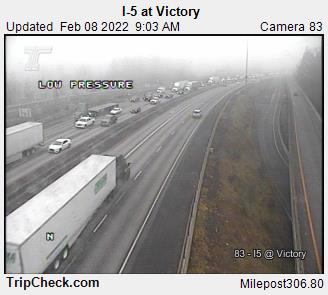 I-5 at Victory
Updated Feb 08 2022 9:03 AM
Camera 83
LOW PRESSURE
N
83 - I5 @ Victory
TripCheck.com
Milepost306.80